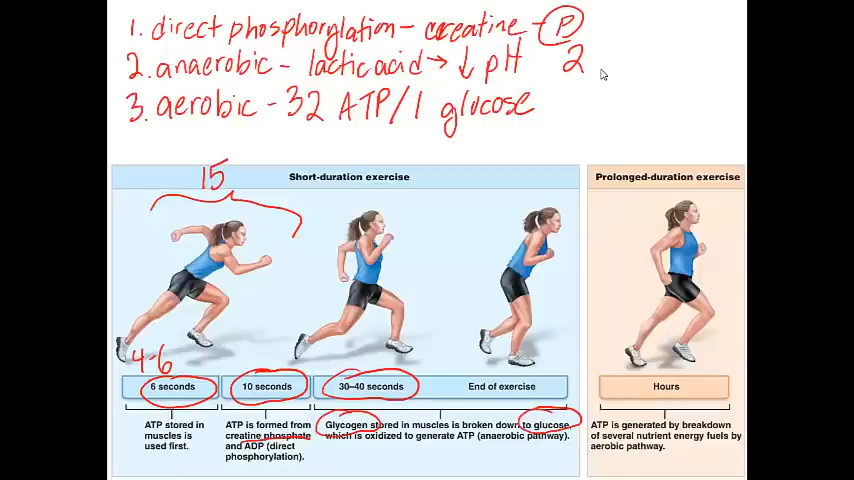 1. direct phosphorylation - creatine - P
2. anaerobic - lactic acid → ↓ pH 2
3. aerobic - 32 ATP/1 glucose
15
Short-duration exercise
Prolonged-duration exercise
4-6
6 seconds
10 seconds
30–40 seconds
End of exercise
Hours
ATP stored in
muscles is
used first.
ATP is formed from
creatine phosphate
and ADP (direct
phosphorylation).
Glycogen stored in muscles is broken down to glucose,
which is oxidized to generate ATP (anaerobic pathway).
ATP is generated by breakdown
of several nutrient energy fuels by
aerobic pathway.